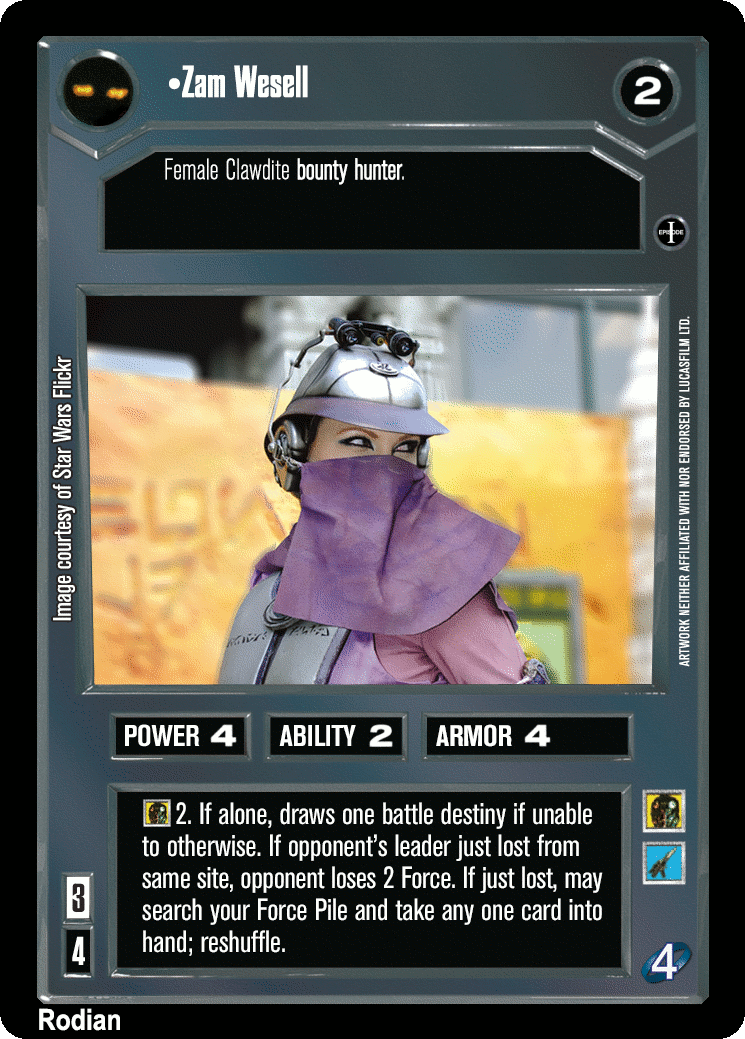 •Zam Wesell
2
Female Clawdite bounty hunter.
EPISODE I
Image courtesy of Star Wars Flickr
ARTWORK NEITHER AFFILIATED WITH NOR ENDORSED BY LUCASFILM LTD.
POWER 4
ABILITY 2
ARMOR 4
2. If alone, draws one battle destiny if unable
to otherwise. If opponent’s leader just lost from
same site, opponent loses 2 Force. If just lost, may
search your Force Pile and take any one card into
hand; reshuffle.
3
4
4
Rodian